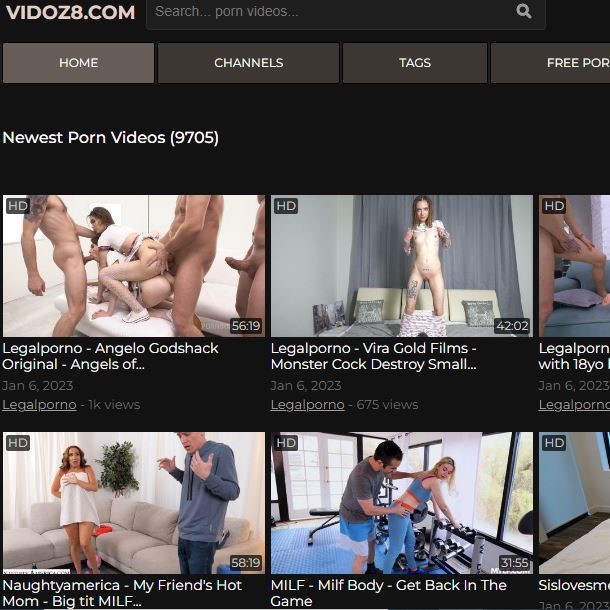 VIDOZ8.COM
Search... porn videos...
HOME
CHANNELS
TAGS
FREE POR
Newest Porn Videos (9705)
HD
56:19
HD
42:02
HD
Legalporno - Angelo Godshack
Original - Angels of...
Jan 6, 2023
Legalporno - 1k views
Legalporno - Vira Gold Films -
Monster Cock Destroy Small...
Jan 6, 2023
Legalporno - 675 views
Legalporn
with 18yo
Jan 6, 2023
Legalporno
HD
58:19
HD
31:55
HD
Naughtyamerica - My Friend's Hot
Mom - Big tit MILF...
MILF - Milf Body - Get Back In The
Game
Sislovesme
Jan 6, 2023